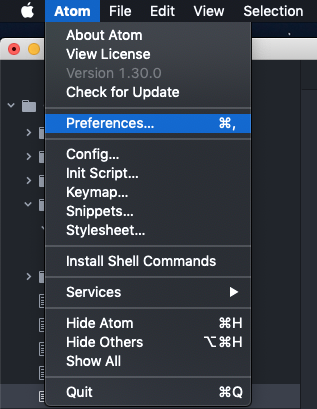 Atom File Edit View Selection
About Atom
View License
Version 1.30.0
Check for Update
Preferences... ⌘,
Config...
Init Script...
Keymap...
Snippets...
Stylesheet...
Install Shell Commands
Services ▶
Hide Atom ⌘H
Hide Others ⌥⌘H
Show All
Quit ⌘Q